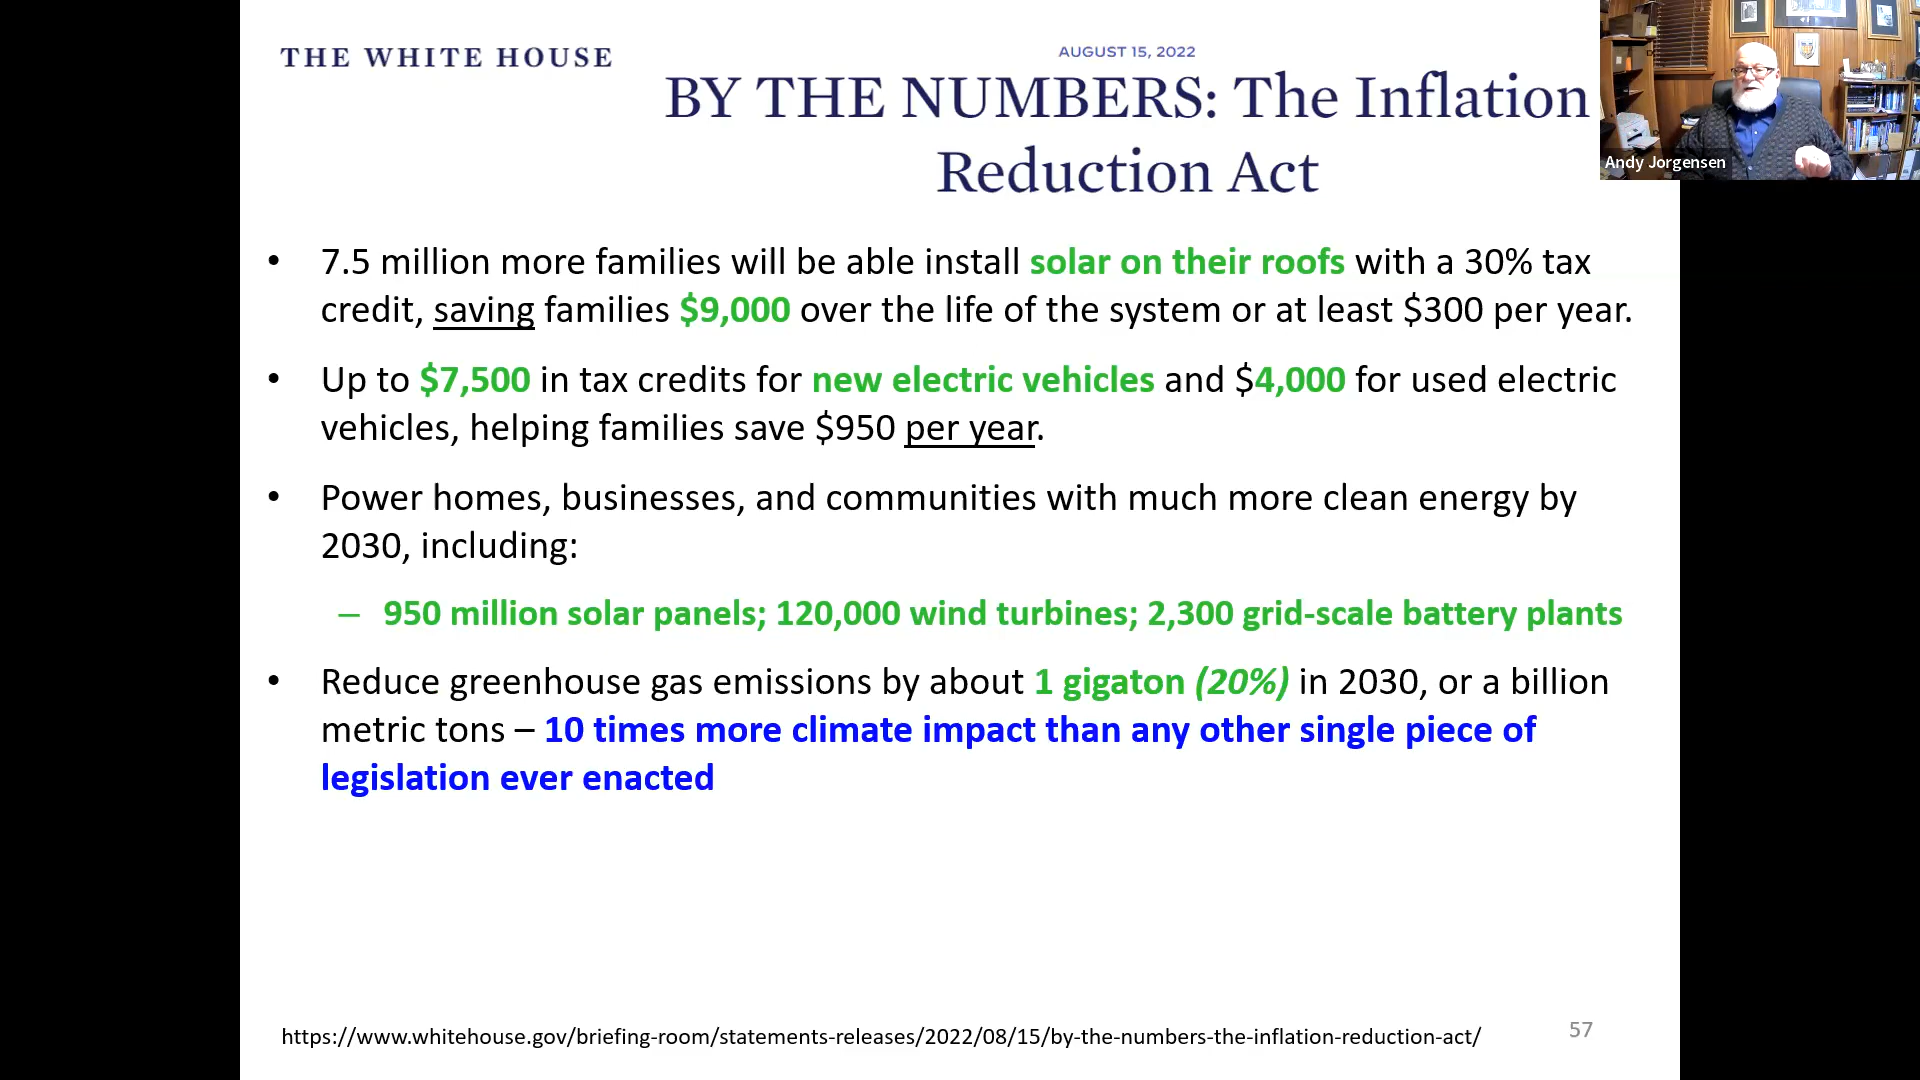 THE WHITE HOUSE
AUGUST 15, 2022
BY THE NUMBERS: The Inflation
Reduction Act
Andy Jorgensen
• 7.5 million more families will be able install solar on their roofs with a 30% tax
credit, saving families $9,000 over the life of the system or at least $300 per year.
• Up to $7,500 in tax credits for new electric vehicles and $4,000 for used electric
vehicles, helping families save $950 per year.
• Power homes, businesses, and communities with much more clean energy by
2030, including:
– 950 million solar panels; 120,000 wind turbines; 2,300 grid-scale battery plants
• Reduce greenhouse gas emissions by about 1 gigaton (20%) in 2030, or a billion
metric tons – 10 times more climate impact than any other single piece of
legislation ever enacted
https://www.whitehouse.gov/briefing-room/statements-releases/2022/08/15/by-the-numbers-the-inflation-reduction-act/
57